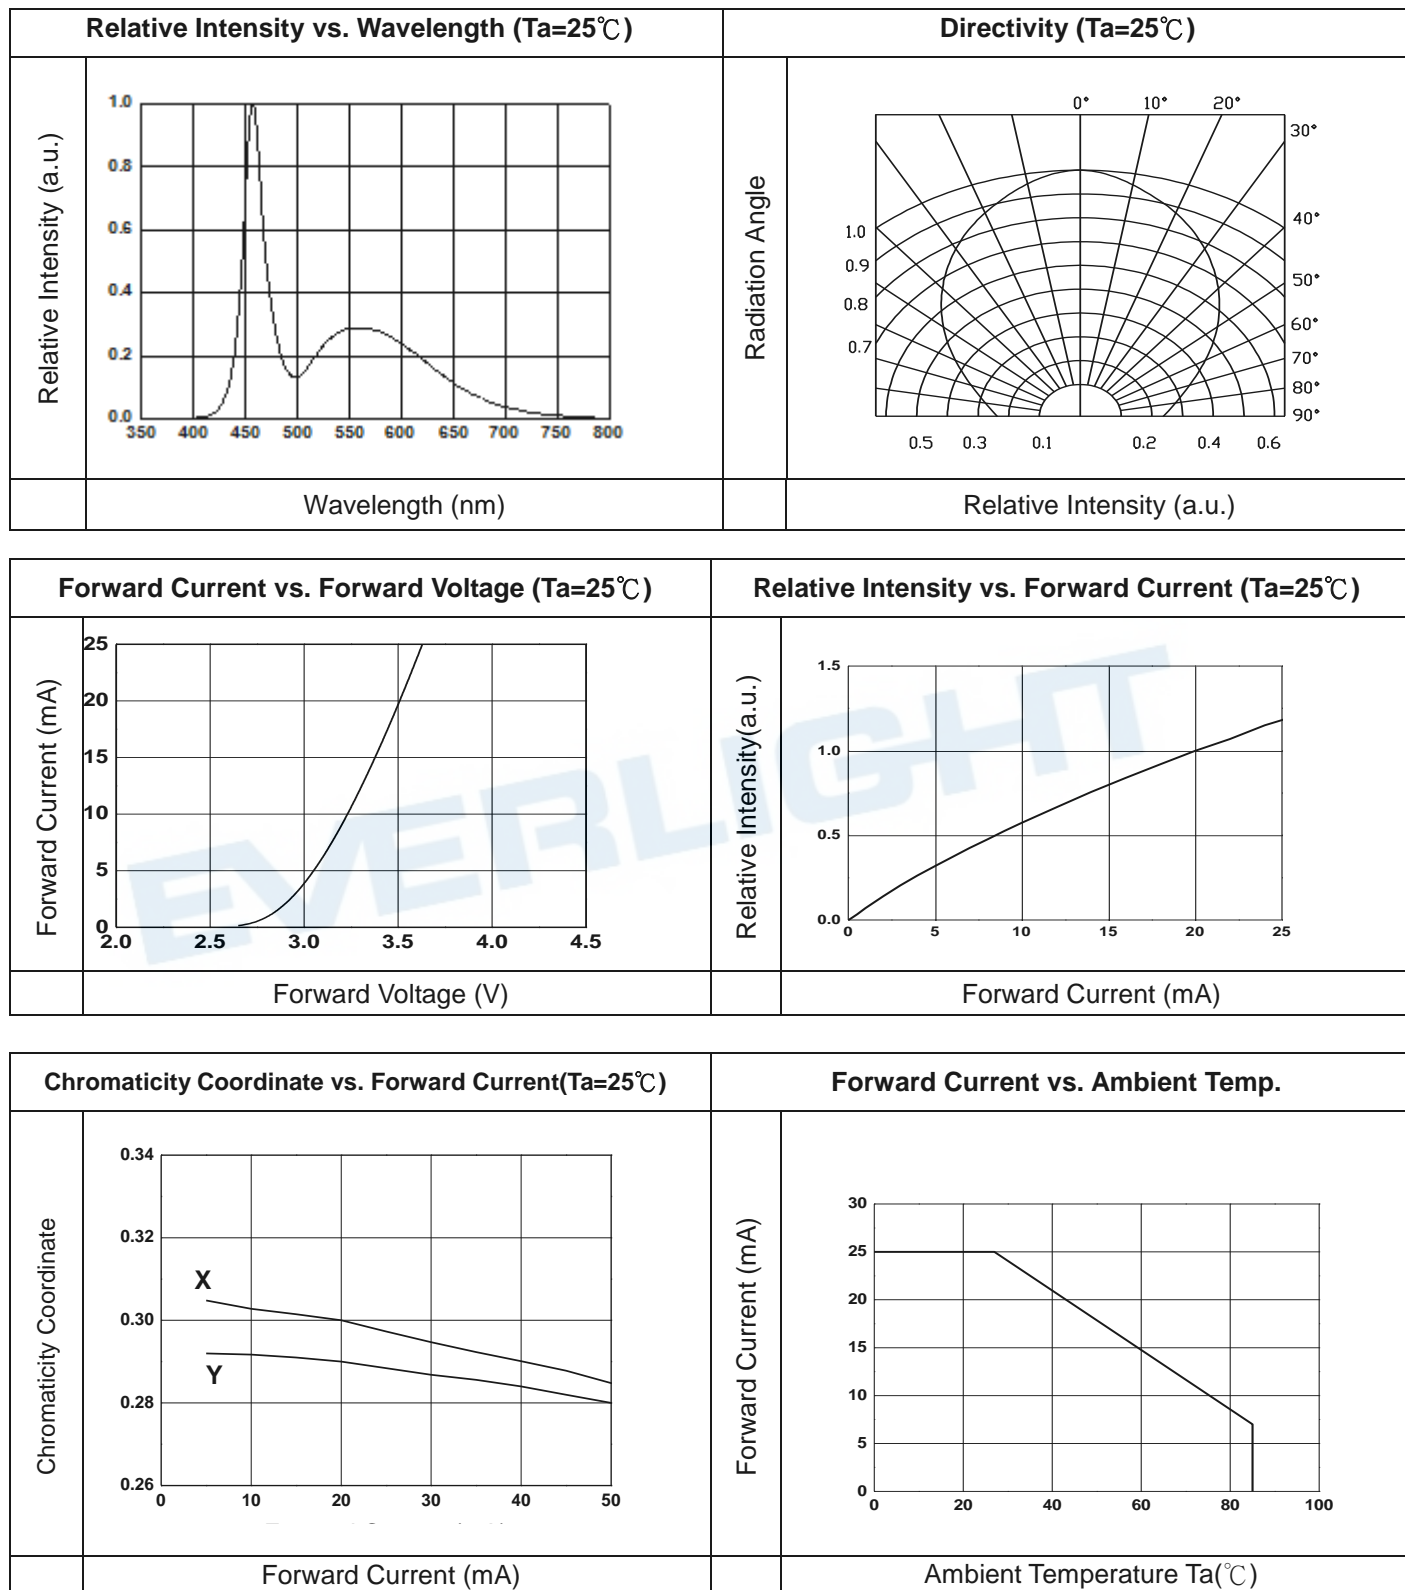 Relative Intensity vs. Wavelength (Ta=25℃)
Directivity (Ta=25℃)
Relative Intensity (a.u.)
1.0
0.8
0.6
0.4
0.2
0.0
350 400 450 500 550 600 650 700 750 800
Wavelength (nm)
Radiation Angle
0° 10° 20°
30°
40°
50°
60°
70°
80°
90°
1.0
0.9
0.8
0.7
0.5 0.3 0.1 0.2 0.4 0.6
Relative Intensity (a.u.)
Forward Current vs. Forward Voltage (Ta=25℃)
Relative Intensity vs. Forward Current (Ta=25℃)
Forward Current (mA)
25
20
15
10
5
0
2.0 2.5 3.0 3.5 4.0 4.5
Forward Voltage (V)
Relative Intensity(a.u.)
1.5
1.0
0.5
0.0
0 5 10 15 20 25
Forward Current (mA)
EVERLIGHT
Chromaticity Coordinate vs. Forward Current(Ta=25℃)
Forward Current vs. Ambient Temp.
Chromaticity Coordinate
0.34
0.32
0.30
0.28
0.26
X
Y
0 10 20 30 40 50
Forward Current (mA)
Forward Current (mA)
30
25
20
15
10
5
0
0 20 40 60 80 100
Ambient Temperature Ta(℃)